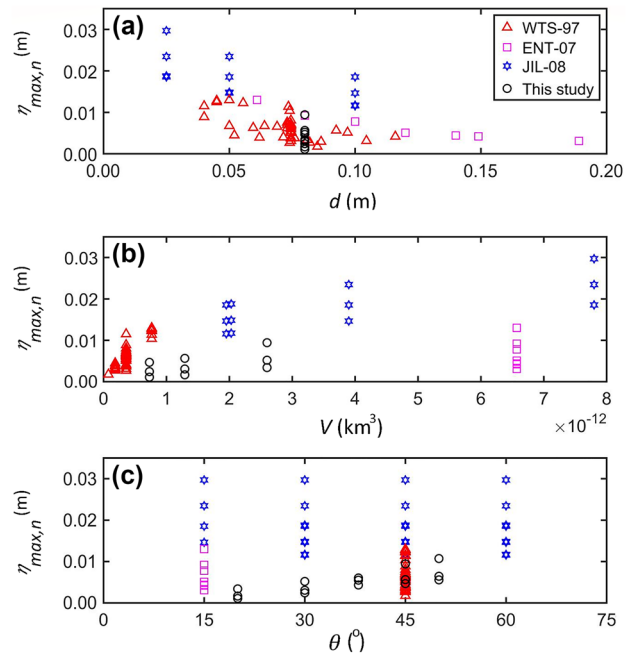 (a)
WTS-97
ENT-07
JIL-08
This study
η max,n (m)
0.03
0.02
0.01
0.00
0.00 0.05 0.10 0.15 0.20
d (m)
(b)
η max,n (m)
0.03
0.02
0.01
0.00
0 1 2 3 4 5 6 7 8
V (km³)
×10⁻¹²
(c)
η max,n (m)
0.03
0.02
0.01
0.00
0 15 30 45 60 75
θ (°)